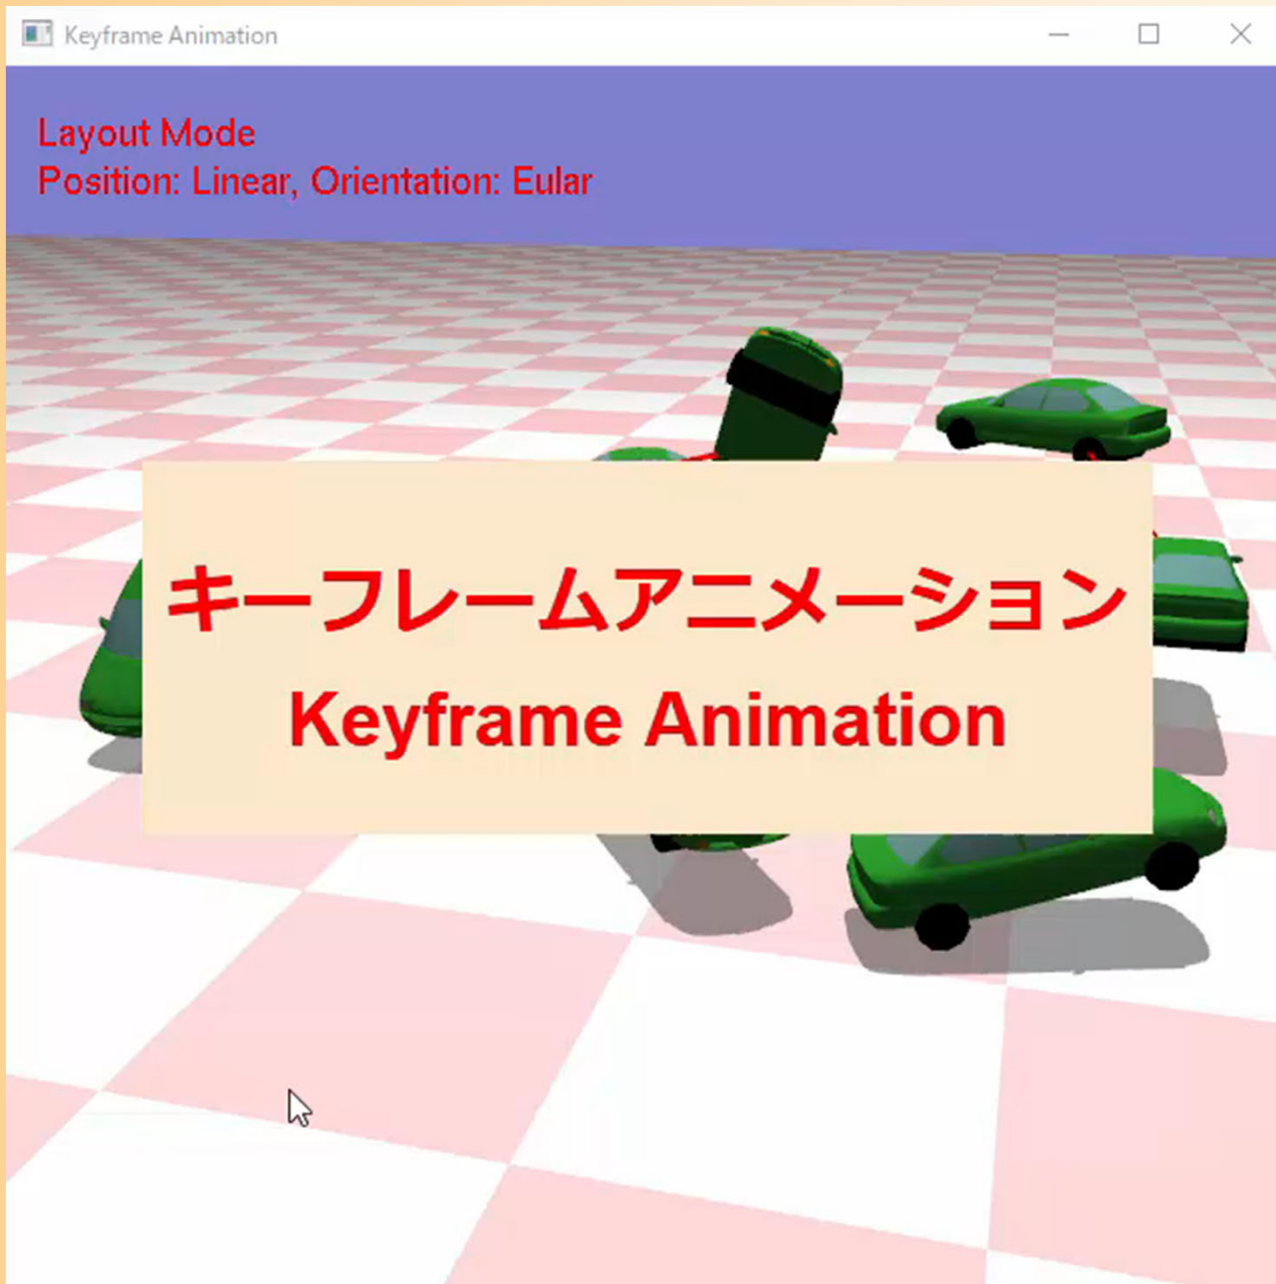 Keyframe Animation
Layout Mode
Position: Linear, Orientation: Eular
キーフレームアニメーション
Keyframe Animation